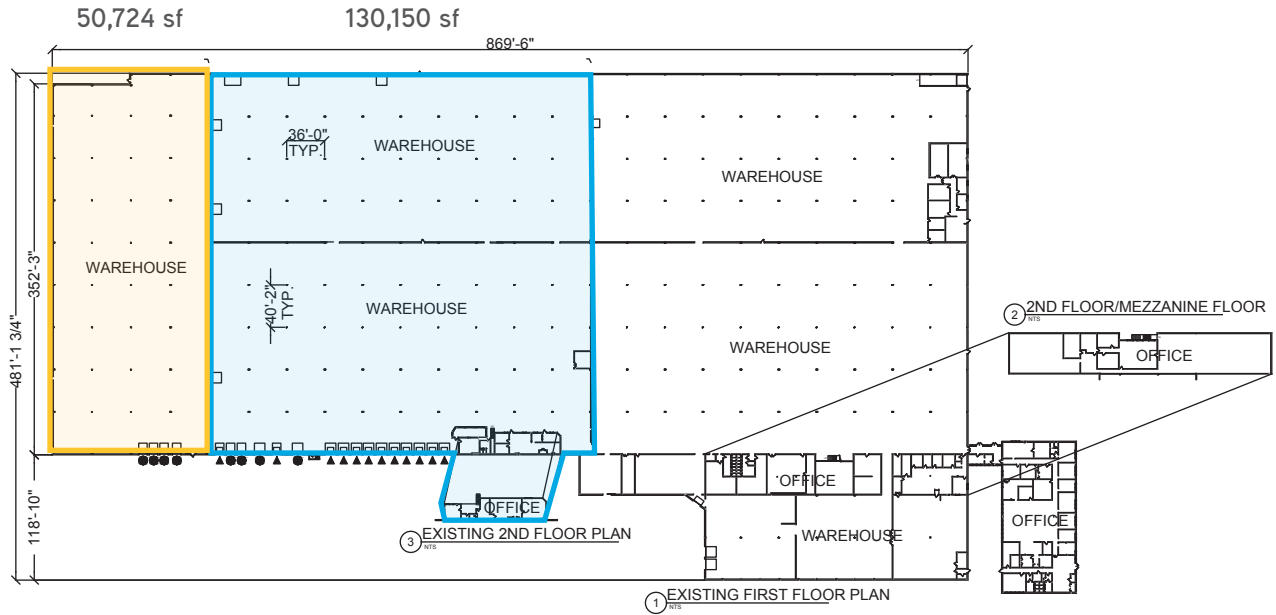 50,724 sf
130,150 sf
869'-6"
36'-0"
TYP.
WAREHOUSE
WAREHOUSE
WAREHOUSE
352'-3"
481'-1 3/4"
40'-2"
TYP.
WAREHOUSE
WAREHOUSE
2 2ND FLOOR/MEZZANINE FLOOR
NTS
OFFICE
OFFICE
OFFICE
OFFICE
118'-10"
3 EXISTING 2ND FLOOR PLAN
NTS
WAREHOUSE
1 EXISTING FIRST FLOOR PLAN
NTS